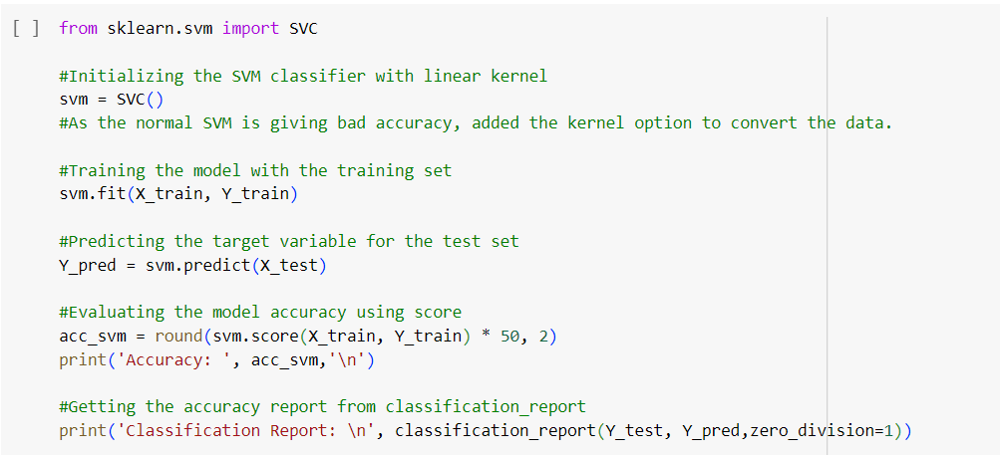 [ ] from sklearn.svm import SVC
#Initializing the SVM classifier with linear kernel
svm = SVC()
#As the normal SVM is giving bad accuracy, added the kernel option to convert the data.
#Training the model with the training set
svm.fit(X_train, Y_train)
#Predicting the target variable for the test set
Y_pred = svm.predict(X_test)
#Evaluating the model accuracy using score
acc_svm = round(svm.score(X_train, Y_train) * 50, 2)
print('Accuracy: ', acc_svm,'\n')
#Getting the accuracy report from classification_report
print('Classification Report: \n', classification_report(Y_test, Y_pred,zero_division=1))